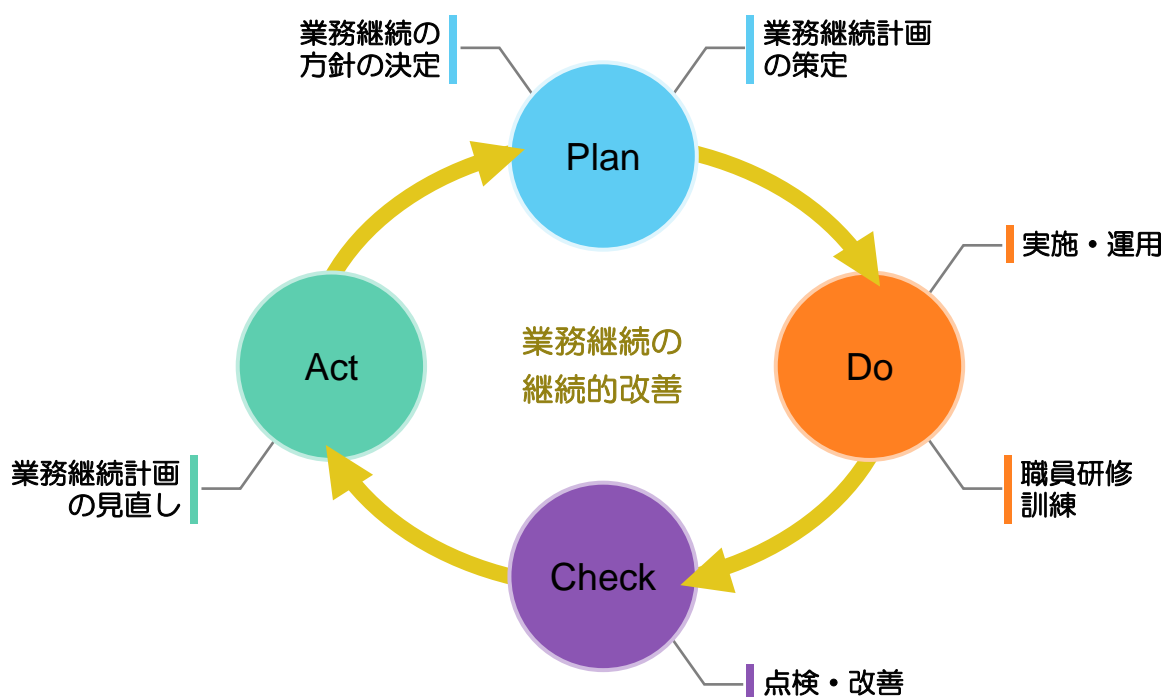 業務継続の
方針の決定
業務継続計画
の策定
Plan
実施・運用
Do
職員研修
訓練
業務継続の
継続的改善
Act
業務継続計画
の見直し
Check
点検・改善